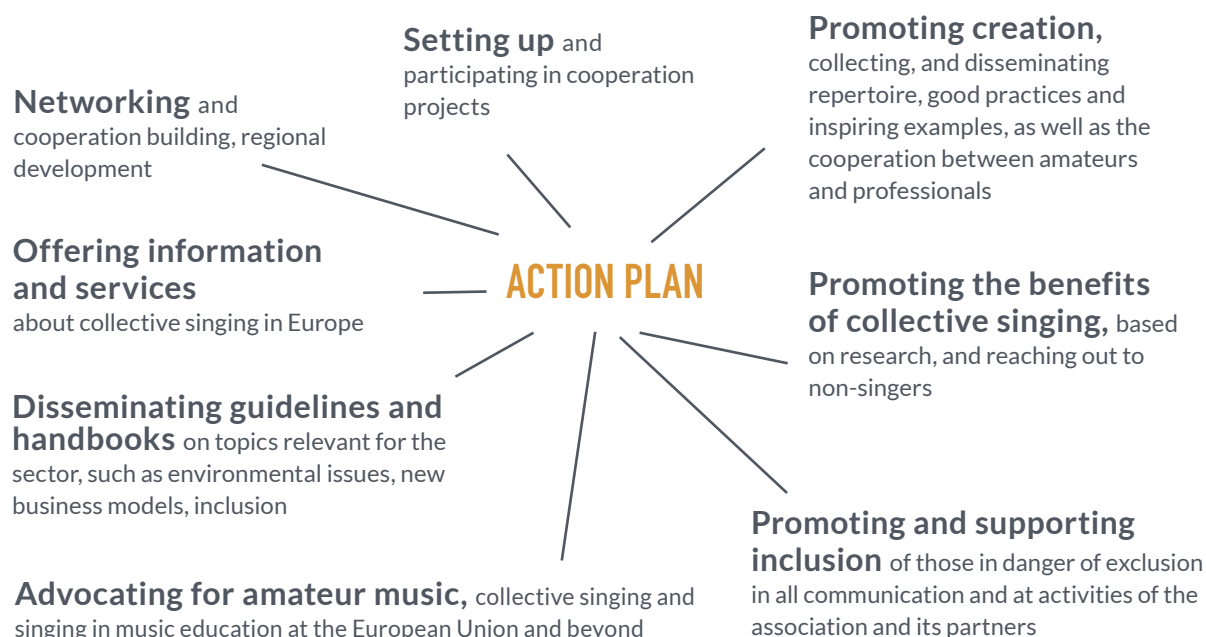 Setting up and
participating in cooperation
projects
Promoting creation,
collecting, and disseminating
repertoire, good practices and
inspiring examples, as well as the
cooperation between amateurs
and professionals
Networking and
cooperation building, regional
development
Offering information
and services
about collective singing in Europe
ACTION PLAN
Promoting the benefits
of collective singing, based
on research, and reaching out to
non-singers
Disseminating guidelines and
handbooks on topics relevant for the
sector, such as environmental issues, new
business models, inclusion
Promoting and supporting
inclusion of those in danger of exclusion
in all communication and at activities of the
association and its partners
Advocating for amateur music, collective singing and
singing in music education at the European Union and beyond